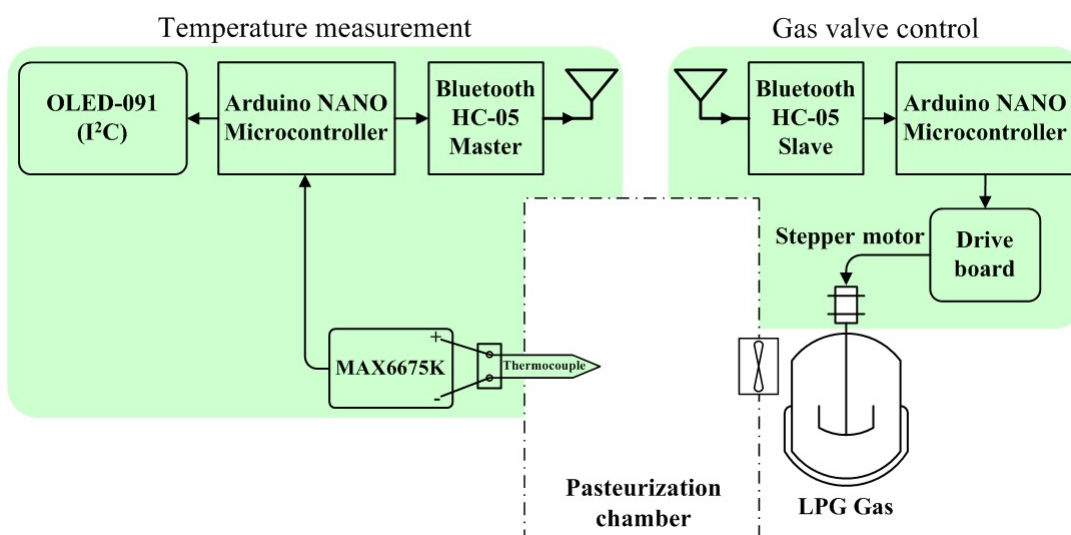 Temperature measurement
Gas valve control
OLED-091
(I²C)
Arduino NANO
Microcontroller
Bluetooth
HC-05
Master
Bluetooth
HC-05
Slave
Arduino NANO
Microcontroller
Stepper motor
Drive
board
MAX6675K
+
-
Thermocouple
Pasteurization
chamber
LPG Gas